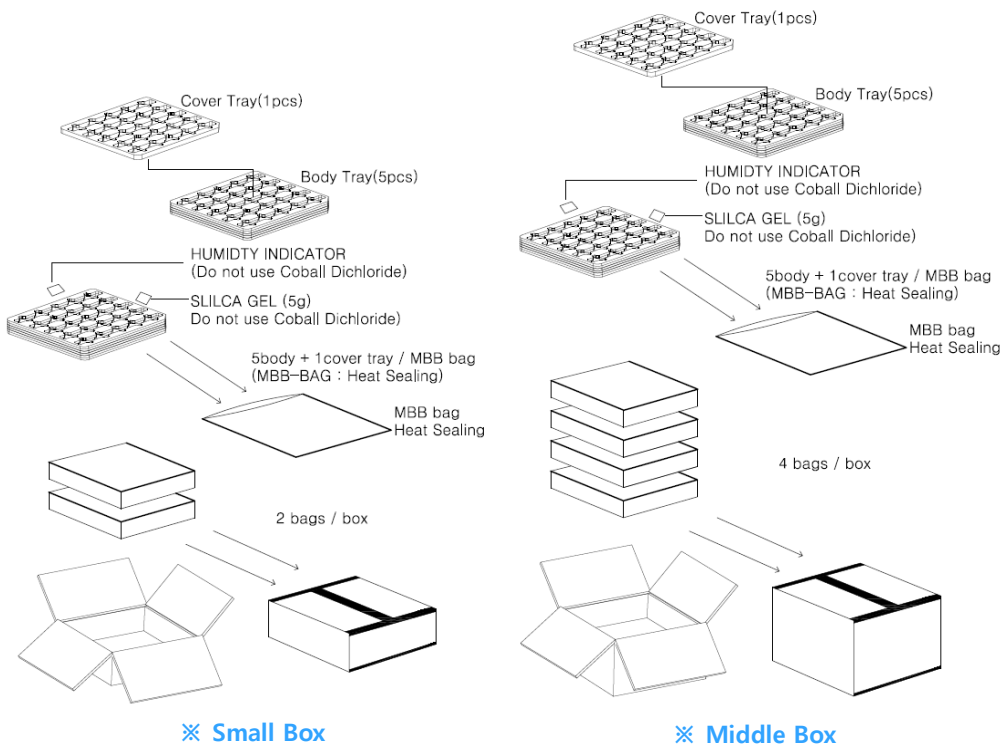 Cover Tray(1pcs)
Body Tray(5pcs)
HUMIDTY INDICATOR
(Do not use Coball Dichloride)
SLILCA GEL (5g)
Do not use Coball Dichloride)
5body + 1cover tray / MBB bag
(MBB-BAG : Heat Sealing)
MBB bag
Heat Sealing
2 bags / box
※ Small Box
Cover Tray(1pcs)
Body Tray(5pcs)
HUMIDTY INDICATOR
(Do not use Coball Dichloride)
SLILCA GEL (5g)
Do not use Coball Dichloride)
5body + 1cover tray / MBB bag
(MBB-BAG : Heat Sealing)
MBB bag
Heat Sealing
4 bags / box
※ Middle Box